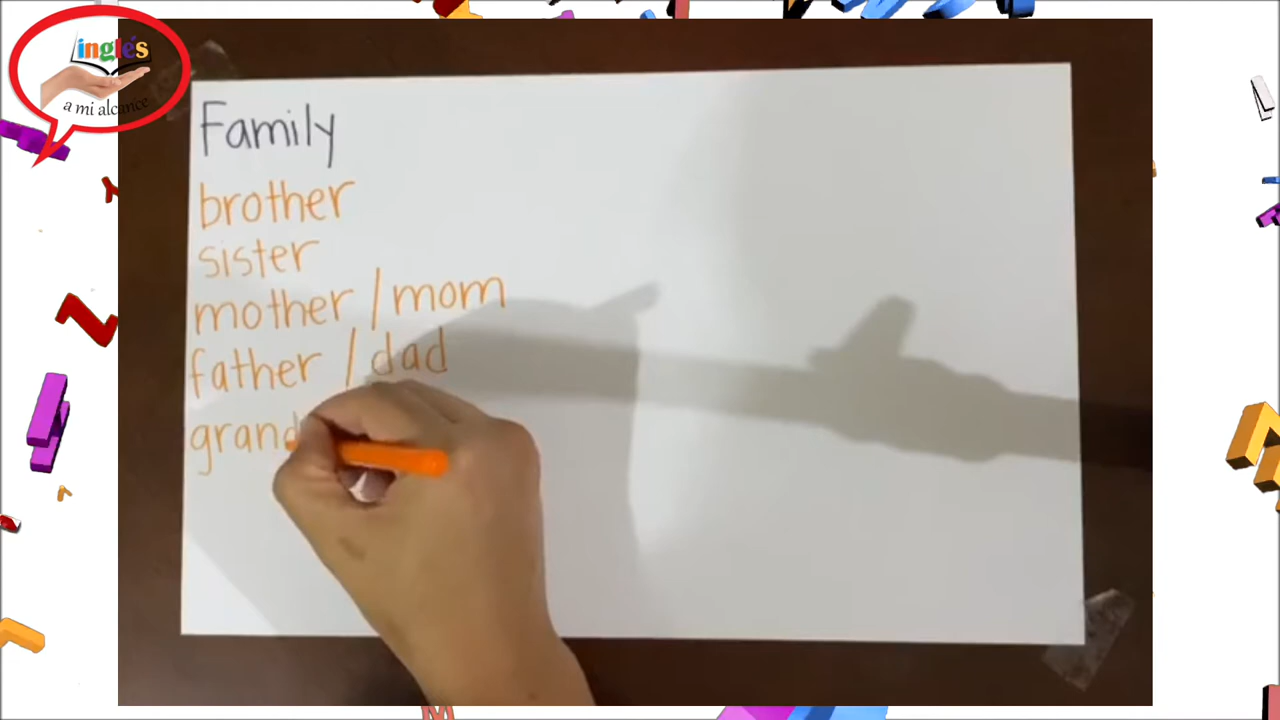 inglés
a mi alcance
Family
brother
sister
mother / mom
father / dad
grand